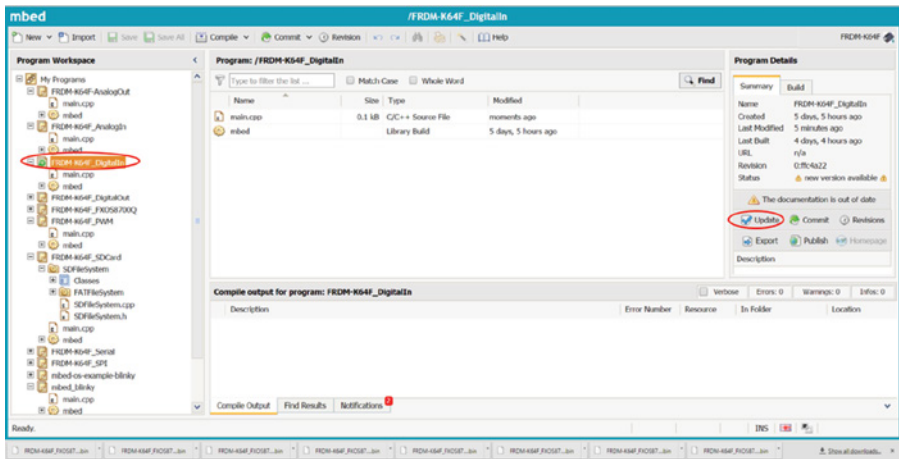 mbed
/FRDM-K64F_DigitalIn
New Import Save Save All Compile Commit Revision Help FRDM-K64F
Program Workspace
My Programs
FRDM-K64F-AnalogOut
main.cpp
mbed
FRDM-K64F_AnalogIn
main.cpp
mbed
FRDM-K64F_DigitalIn
main.cpp
mbed
FRDM-K64F_DigitalOut
FRDM-K64F_FXOS8700Q
FRDM-K64F_PWM
main.cpp
mbed
FRDM-K64F_SDCard
SDFileSystem
Classes
FATFileSystem
SDFileSystem.cpp
SDFileSystem.h
main.cpp
mbed
FRDM-K64F_Serial
FRDM-K64F_SPI
mbed-os-example-blinky
mbed_blinky
main.cpp
mbed
Program: /FRDM-K64F_DigitalIn
Type to filter the list ... Match Case Whole Word Find
Name Size Type Modified
main.cpp 0.1 kB C/C++ Source File moments ago
mbed Library Build 5 days, 5 hours ago
Program Details
Summary Build
Name FRDM-K64F_DigitalIn
Created 5 days, 5 hours ago
Last Modified 5 minutes ago
Last Built 4 days, 4 hours ago
URL n/a
Revision 0:ffc4a22
Status new version available
The documentation is out of date
Update Commit Revisions
Export Publish Homepage
Description
Compile output for program: FRDM-K64F_DigitalIn Verbose Errors: 0 Warnings: 0 Infos: 0
Description Error Number Resource In Folder Location
Compile Output Find Results Notifications 2
Ready. INS
Show all downloads...